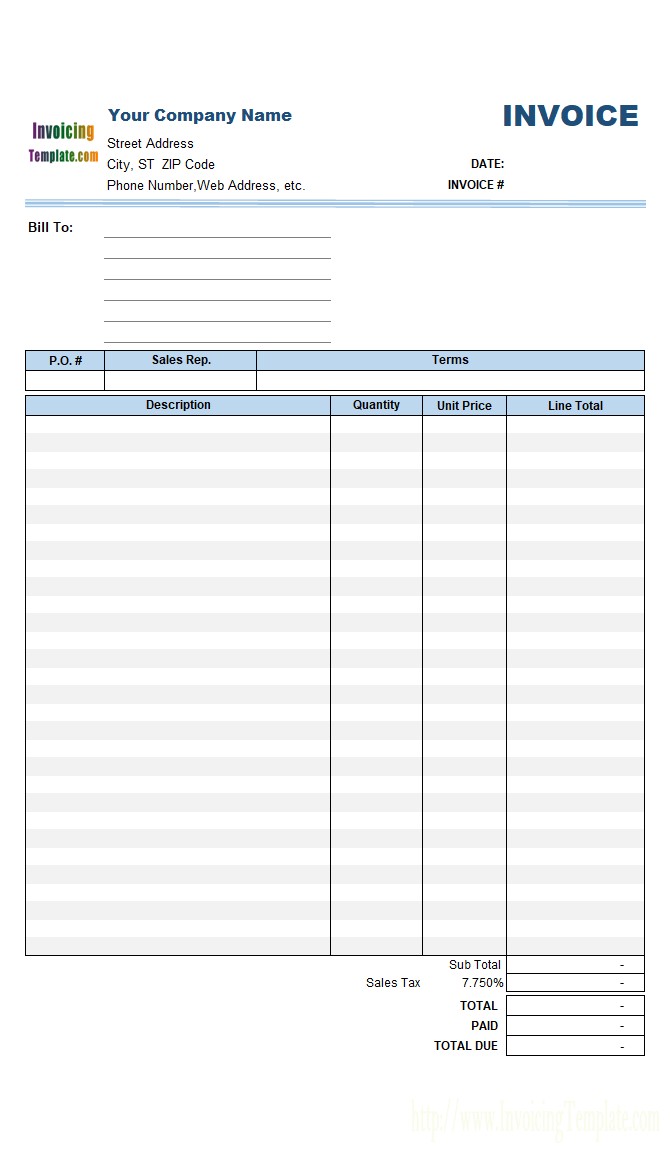 Invoicing
Template.com
Your Company Name
INVOICE
Street Address
City, ST  ZIP Code
DATE:
Phone Number,Web Address, etc.
INVOICE #
Bill To:
P.O. # Sales Rep. Terms
Description Quantity Unit Price Line Total
Sub Total -
Sales Tax 7.750% -
TOTAL -
PAID -
TOTAL DUE -
http://www.InvoicingTemplate.com